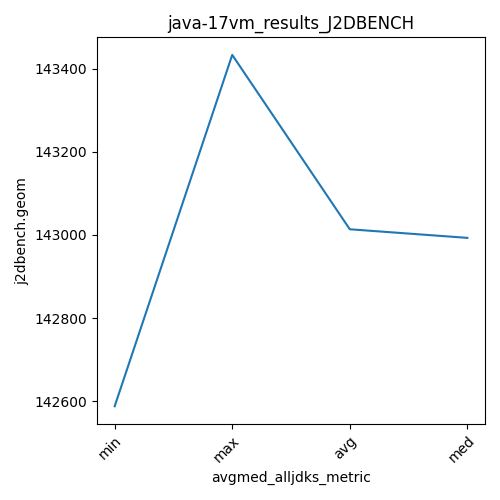 java-17vm_results_J2DBENCH
143400
143200
143000
142800
142600
j2dbench.geom
min
max
avg
med
avgmed_alljdks_metric